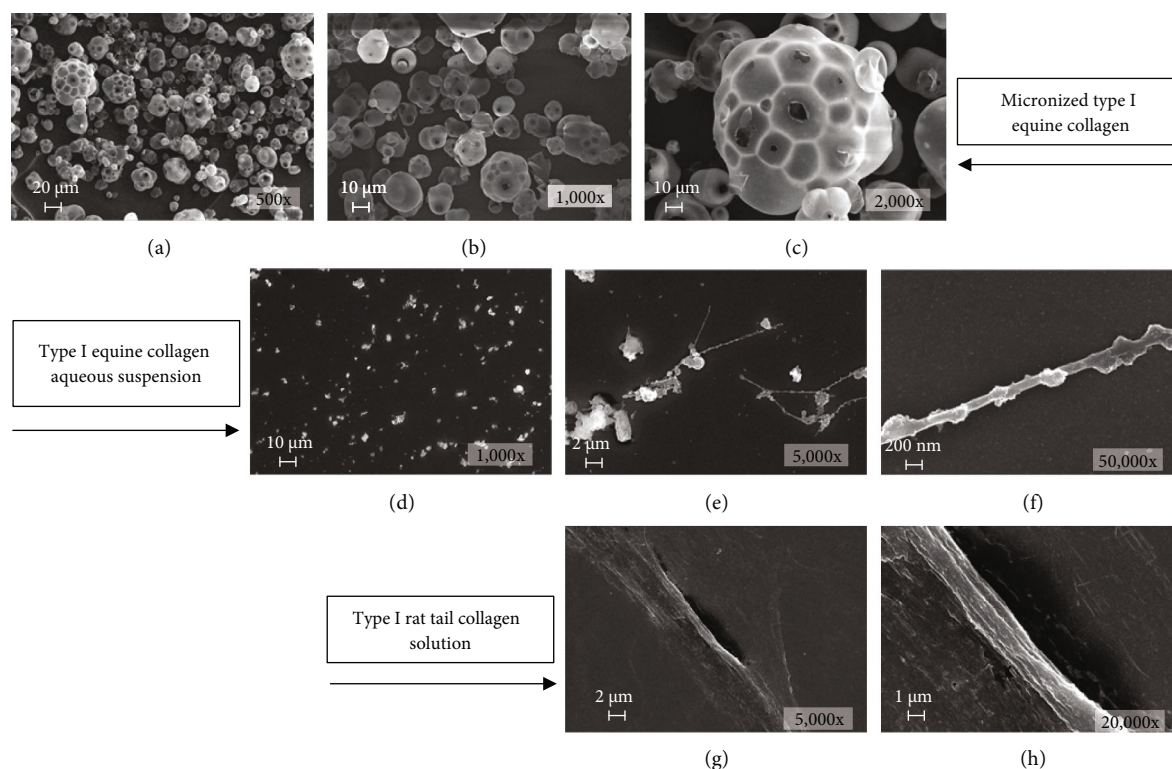 20 μm
500x
10 μm
1,000x
10 μm
2,000x
Micronized type I
equine collagen
(a)
(b)
(c)
Type I equine collagen
aqueous suspension
10 μm
1,000x
2 μm
5,000x
200 nm
50,000x
(d)
(e)
(f)
Type I rat tail collagen
solution
2 μm
5,000x
1 μm
20,000x
(g)
(h)